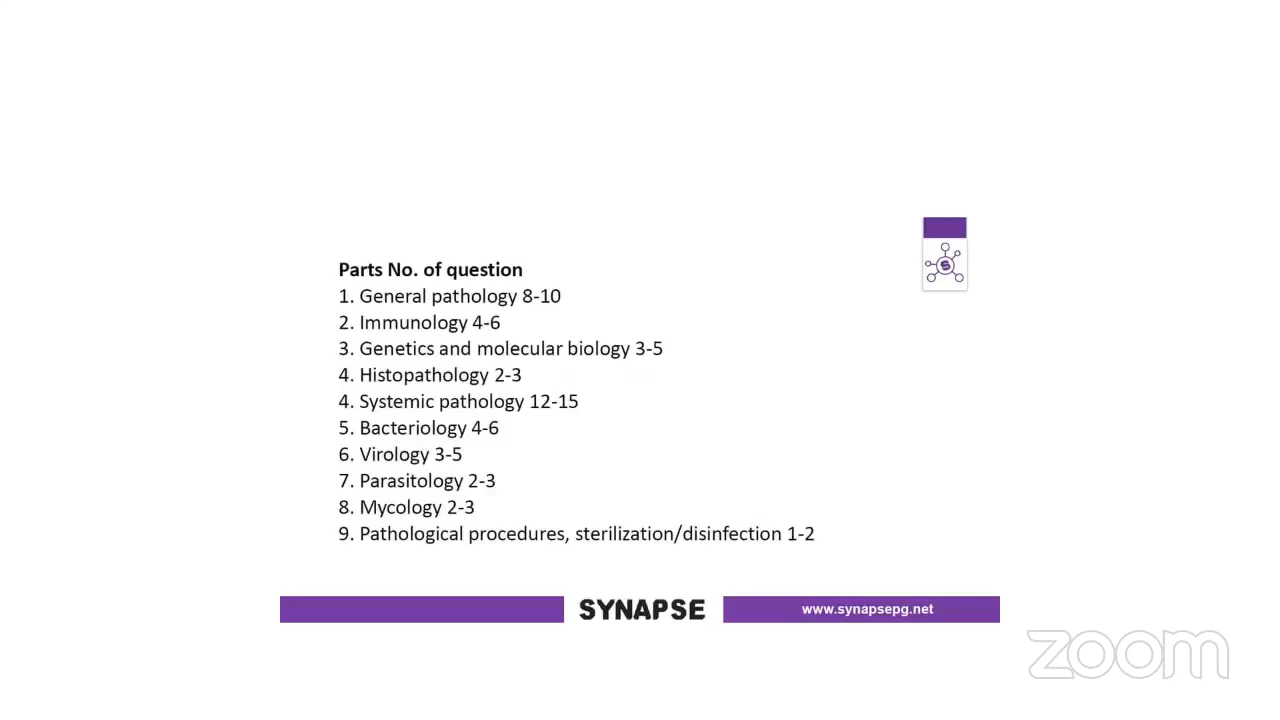 Parts No. of question
1. General pathology 8-10
2. Immunology 4-6
3. Genetics and molecular biology 3-5
4. Histopathology 2-3
4. Systemic pathology 12-15
5. Bacteriology 4-6
6. Virology 3-5
7. Parasitology 2-3
8. Mycology 2-3
9. Pathological procedures, sterilization/disinfection 1-2
SYNAPSE
www.synapsepg.net
zoom